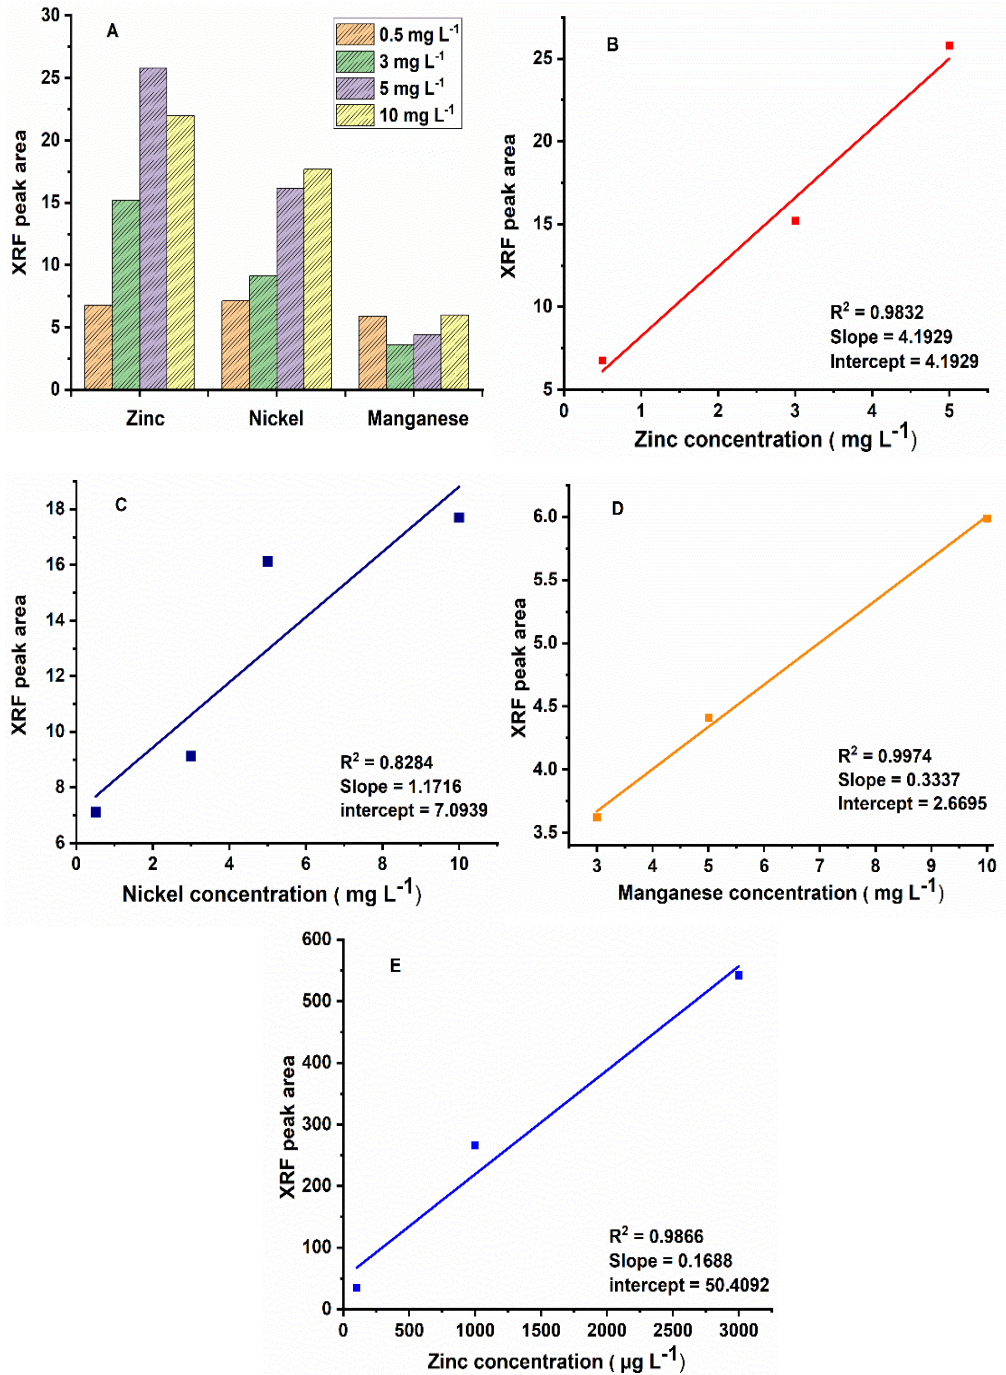 A
0.5 mg L⁻¹
3 mg L⁻¹
5 mg L⁻¹
10 mg L⁻¹
30
25
20
15
10
5
0
XRF peak area
Zinc Nickel Manganese
B
25
20
15
10
5
XRF peak area
R² = 0.9832
Slope = 4.1929
Intercept = 4.1929
0 1 2 3 4 5
Zinc concentration ( mg L⁻¹)
C
18
16
14
12
10
8
6
XRF peak area
R² = 0.8284
Slope = 1.1716
intercept = 7.0939
0 2 4 6 8 10
Nickel concentration ( mg L⁻¹)
D
6.0
5.5
5.0
4.5
4.0
3.5
XRF peak area
R² = 0.9974
Slope = 0.3337
Intercept = 2.6695
3 4 5 6 7 8 9 10
Manganese concentration ( mg L⁻¹)
E
600
500
400
300
200
100
0
XRF peak area
R² = 0.9866
Slope = 0.1688
intercept = 50.4092
0 500 1000 1500 2000 2500 3000
Zinc concentration ( µg L⁻¹)